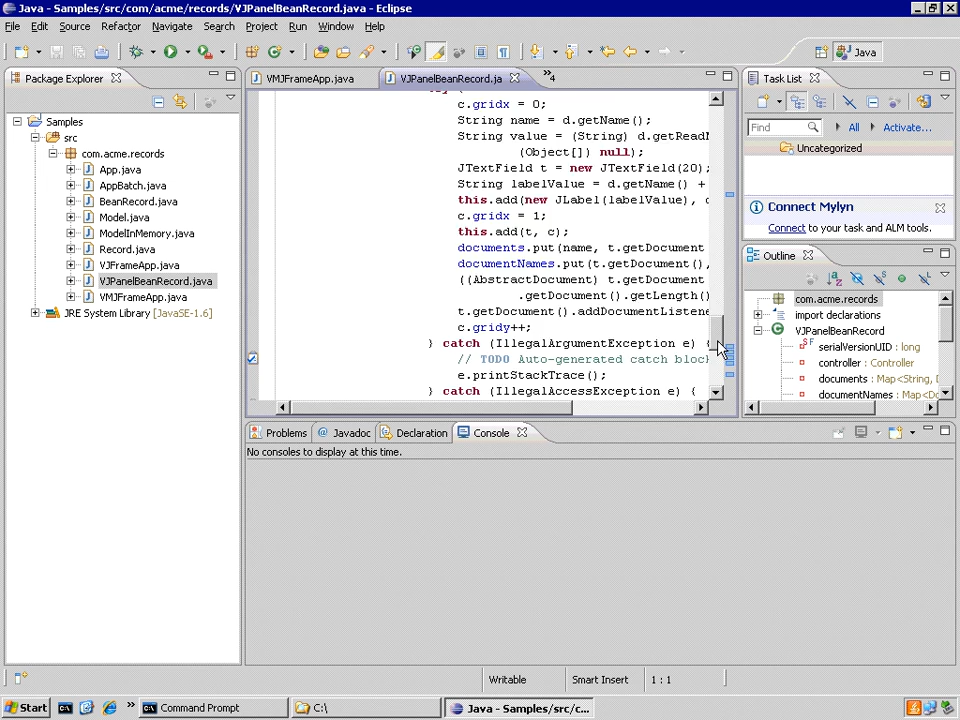 Java - Samples/src/com/acme/records/VJPanelBeanRecord.java - Eclipse
File Edit Source Refactor Navigate Search Project Run Window Help
Java
Package Explorer
Samples
src
com.acme.records
App.java
AppBatch.java
BeanRecord.java
Model.java
ModelInMemory.java
Record.java
VJFrameApp.java
VJPanelBeanRecord.java
VMJFrameApp.java
JRE System Library [JavaSE-1.6]
VMJFrameApp.java VJPanelBeanRecord.ja »4
c.gridx = 0;
String name = d.getName();
String value = (String) d.getReadM
(Object[]) null);
JTextField t = new JTextField(20);
String labelValue = d.getName() +
this.add(new JLabel(labelValue), c
c.gridx = 1;
this.add(t, c);
documents.put(name, t.getDocument
documentNames.put(t.getDocument(),
((AbstractDocument) t.getDocument
.getDocument().getLength()
t.getDocument().addDocumentListene
c.gridy++;
} catch (IllegalArgumentException e) {
// TODO Auto-generated catch block
e.printStackTrace();
} catch (IllegalAccessException e) {
Task List
Find All Activate...
Uncategorized
Connect Mylyn
Connect to your task and ALM tools.
Outline
com.acme.records
import declarations
VJPanelBeanRecord
serialVersionUID : long
controller : Controller
documents : Map<String, D
documentNames : Map<Do
Problems Javadoc Declaration Console
No consoles to display at this time.
Writable Smart Insert 1 : 1
Start » Command Prompt C:\ Java - Samples/src/c...